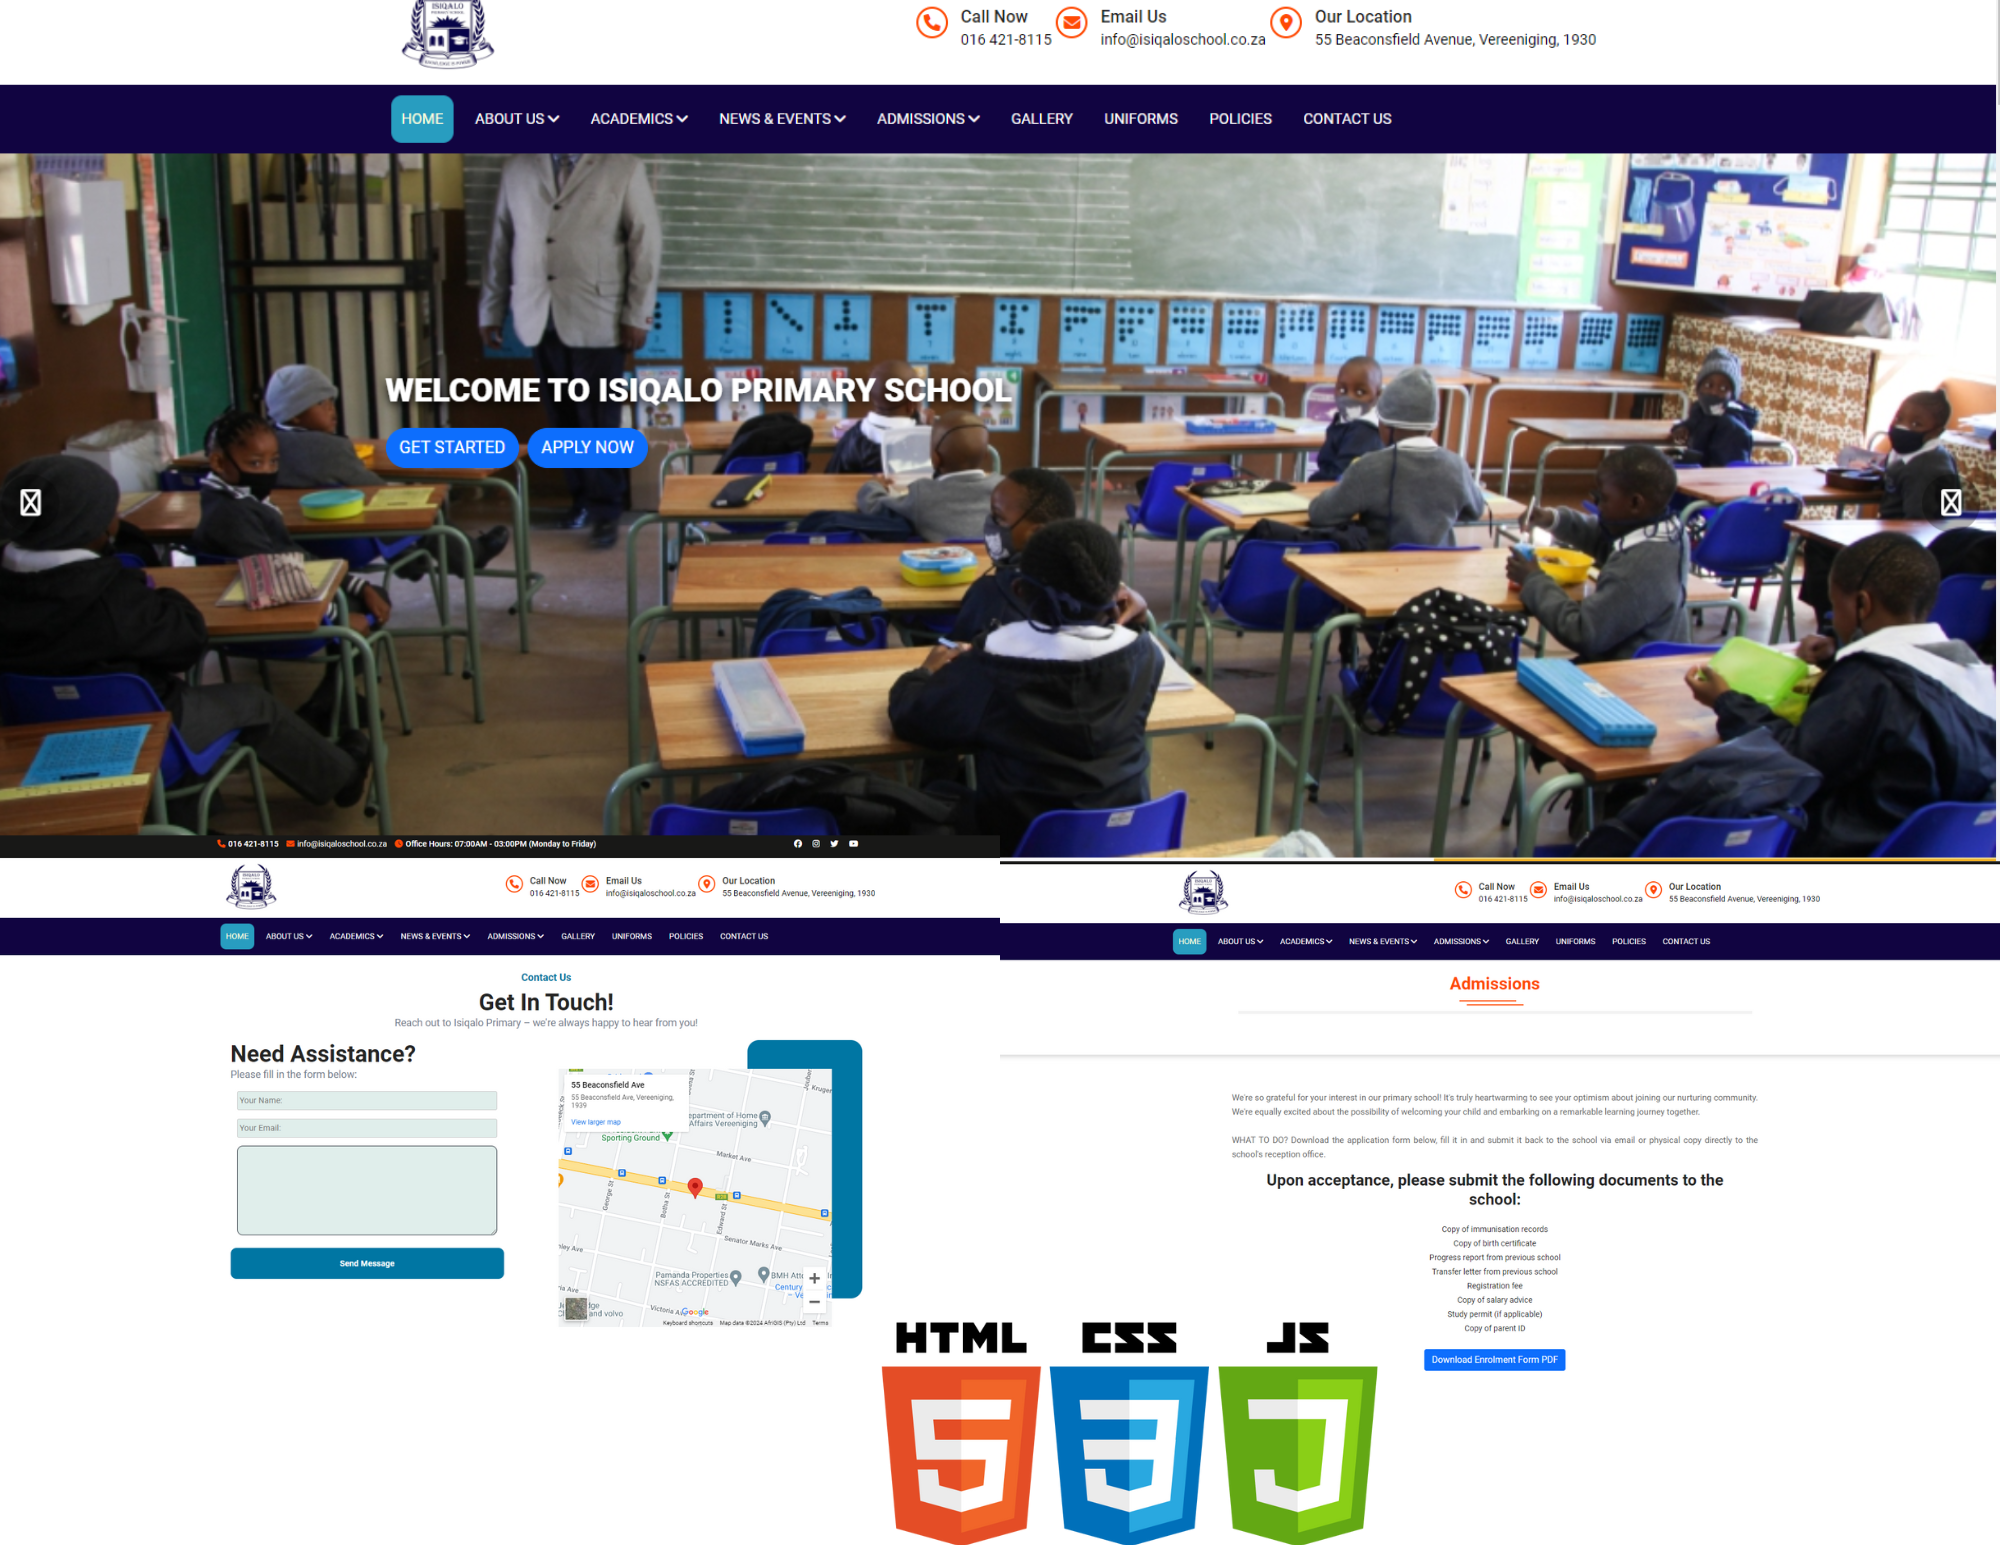 ISIQALO
Call Now
016 421-8115
Email Us
info@isiqaloschool.co.za
Our Location
55 Beaconsfield Avenue, Vereeniging, 1930
HOME
ABOUT US
ACADEMICS
NEWS & EVENTS
ADMISSIONS
GALLERY
UNIFORMS
POLICIES
CONTACT US
WELCOME TO ISIQALO PRIMARY SCHOOL
GET STARTED
APPLY NOW
016 421-8115
info@isiqaloschool.co.za
Office Hours: 07:00AM - 03:00PM (Monday to Friday)
ISIQALO
Call Now
016 421-8115
Email Us
info@isiqaloschool.co.za
Our Location
55 Beaconsfield Avenue, Vereeniging, 1930
HOME
ABOUT US
ACADEMICS
NEWS & EVENTS
ADMISSIONS
GALLERY
UNIFORMS
POLICIES
CONTACT US
Contact Us
Get In Touch!
Reach out to Isiqalo Primary – we're always happy to hear from you!
Need Assistance?
Please fill in the form below:
Your Name:
Your Email:
Send Message
55 Beaconsfield Ave
55 Beaconsfield Ave, Vereeniging,
1939
View larger map
Sporting Ground
epartment of Home
Affairs Vereeniging
Kruger
Market Ave
George St
Botha St
Edward St
R58
Senator Marks Ave
Pamanda Properties
NSFAS ACCREDITED
BMH Att
Century
Victoria A
Google
and volvo
Keyboard shortcuts
Map data ©2024 AfriGIS (Pty) Ltd
Terms
ISIQALO
Call Now
016 421-8115
Email Us
info@isiqaloschool.co.za
Our Location
55 Beaconsfield Avenue, Vereeniging, 1930
HOME
ABOUT US
ACADEMICS
NEWS & EVENTS
ADMISSIONS
GALLERY
UNIFORMS
POLICIES
CONTACT US
Admissions
We're so grateful for your interest in our primary school! It's truly heartwarming to see your optimism about joining our nurturing community.
We're equally excited about the possibility of welcoming your child and embarking on a remarkable learning journey together.
WHAT TO DO? Download the application form below, fill it in and submit it back to the school via email or physical copy directly to the
school's reception office.
Upon acceptance, please submit the following documents to the
school:
Copy of immunisation records
Copy of birth certificate
Progress report from previous school
Transfer letter from previous school
Registration fee
Copy of salary advice
Study permit (if applicable)
Copy of parent ID
Download Enrolment Form PDF
HTML
CSS
JS